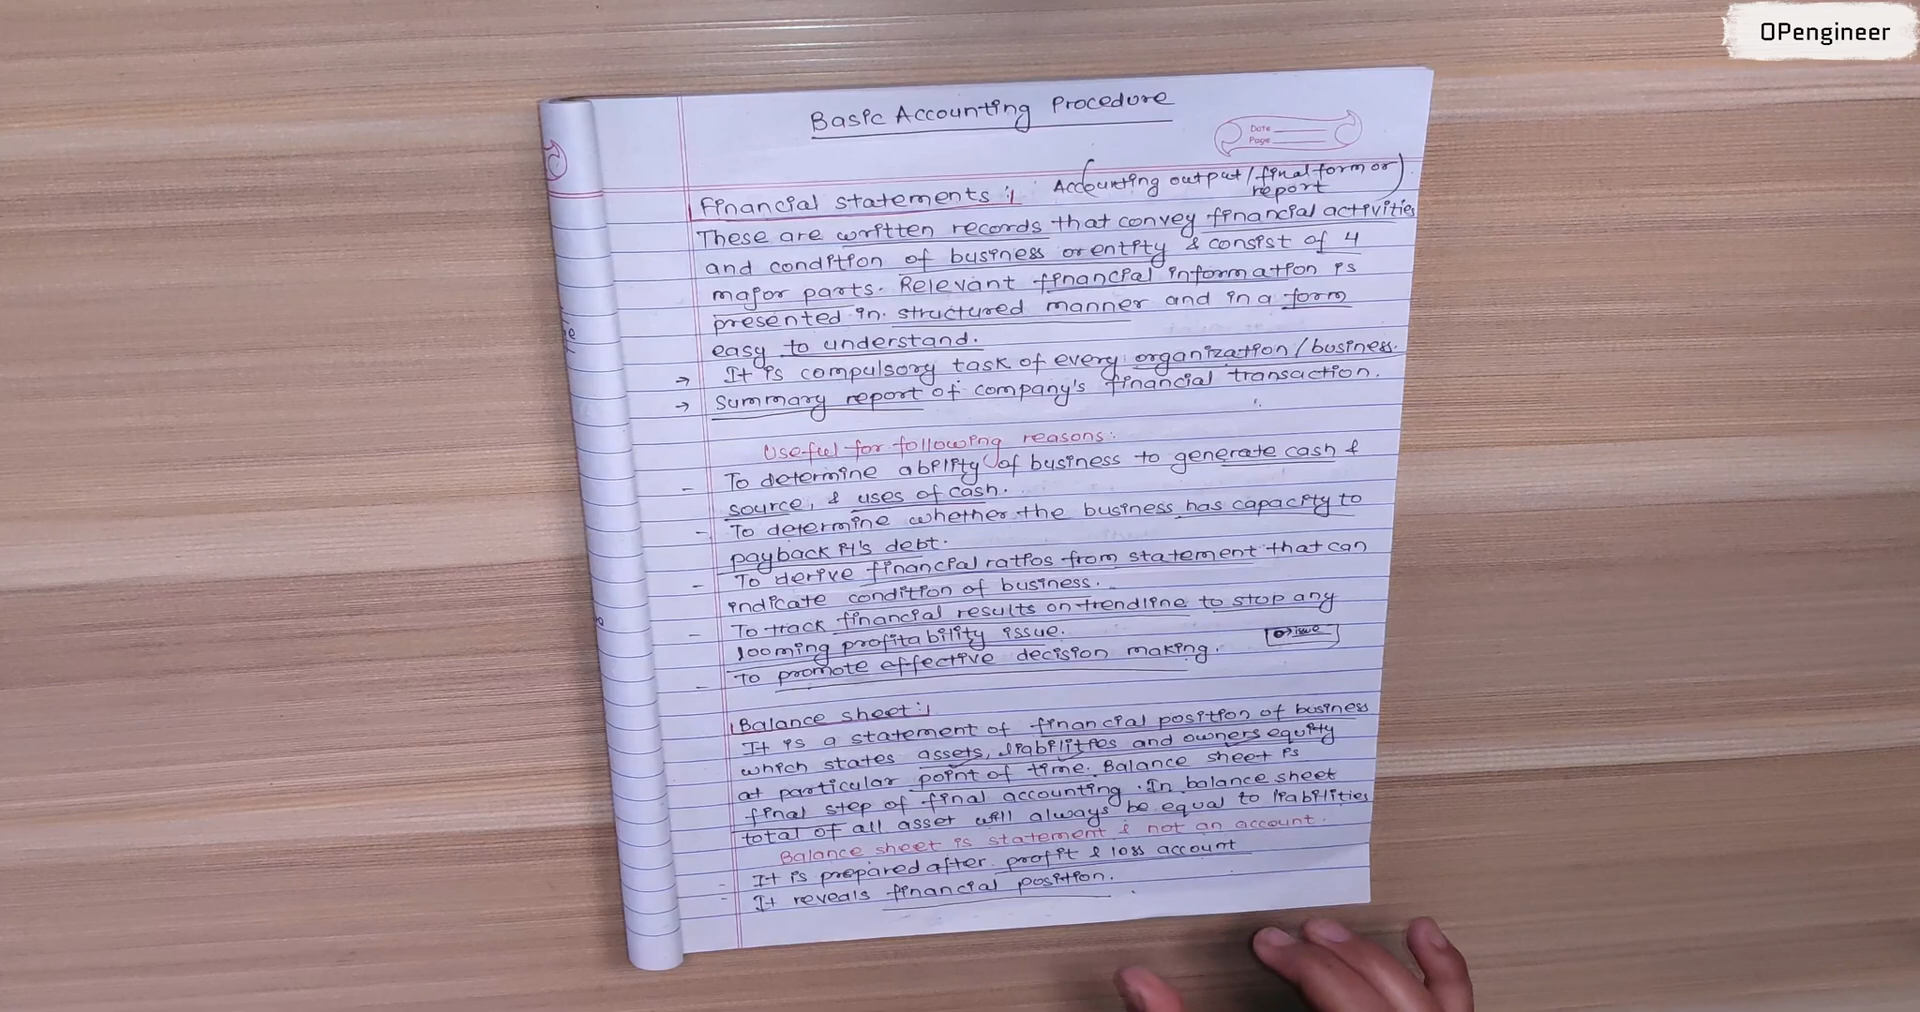 OPengineer
Basic Accounting Procedure
Date
Page
Financial statements :
(Accounting output / final form or
report)
These are written records that convey financial activities
and condition of business or entity & consist of 4
major parts. Relevant financial information is
presented in structured manner and in a form
easy to understand.
→ It is compulsory task of every organization / business.
→ Summary report of company's financial transaction.
Useful for following reasons:
- To determine ability of business to generate cash &
source, & uses of cash.
- To determine whether the business has capacity to
payback it's debt.
- To derive financial ratios from statement that can
indicate condition of business.
- To track financial results on trendline to stop any
looming profitability issue.
issue
- To promote effective decision making.
Balance sheet :
It is a statement of financial position of business
which states assets, liabilities and owners equity
at particular point of time. Balance sheet is
final step of final accounting. In balance sheet
total of all asset will always be equal to liabilities
Balance sheet is statement & not an account.
- It is prepared after profit & loss account
- It reveals financial position.